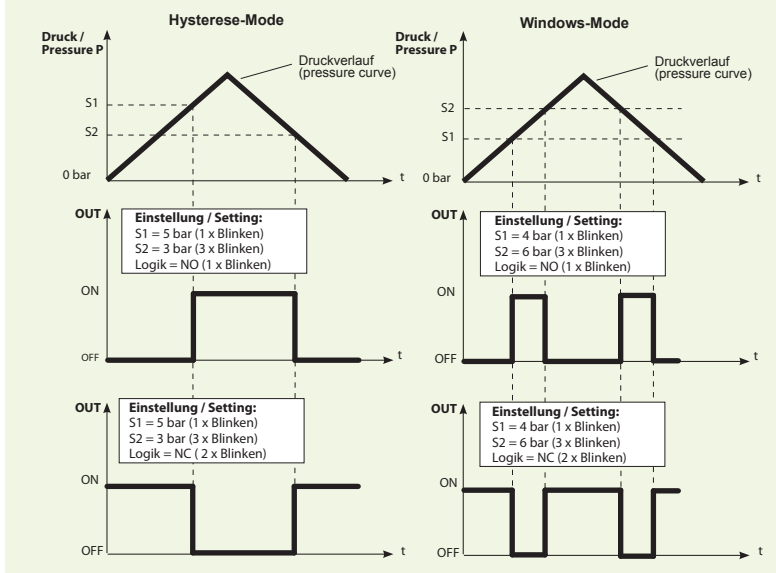 Hysterese-Mode
Druck /
Pressure P
Druckverlauf
(pressure curve)
S1
S2
0 bar
t
OUT
Einstellung / Setting:
S1 = 5 bar (1 x Blinken)
S2 = 3 bar (3 x Blinken)
Logik = NO (1 x Blinken)
ON
OFF
t
OUT
Einstellung / Setting:
S1 = 5 bar (1 x Blinken)
S2 = 3 bar (3 x Blinken)
Logik = NC ( 2 x Blinken)
ON
OFF
t
Windows-Mode
Druck /
Pressure P
Druckverlauf
(pressure curve)
S2
S1
0 bar
t
OUT
Einstellung / Setting:
S1 = 4 bar (1 x Blinken)
S2 = 6 bar (3 x Blinken)
Logik = NO (1 x Blinken)
ON
OFF
t
OUT
Einstellung / Setting:
S1 = 4 bar (1 x Blinken)
S2 = 6 bar (3 x Blinken)
Logik = NC (2 x Blinken)
ON
OFF
t